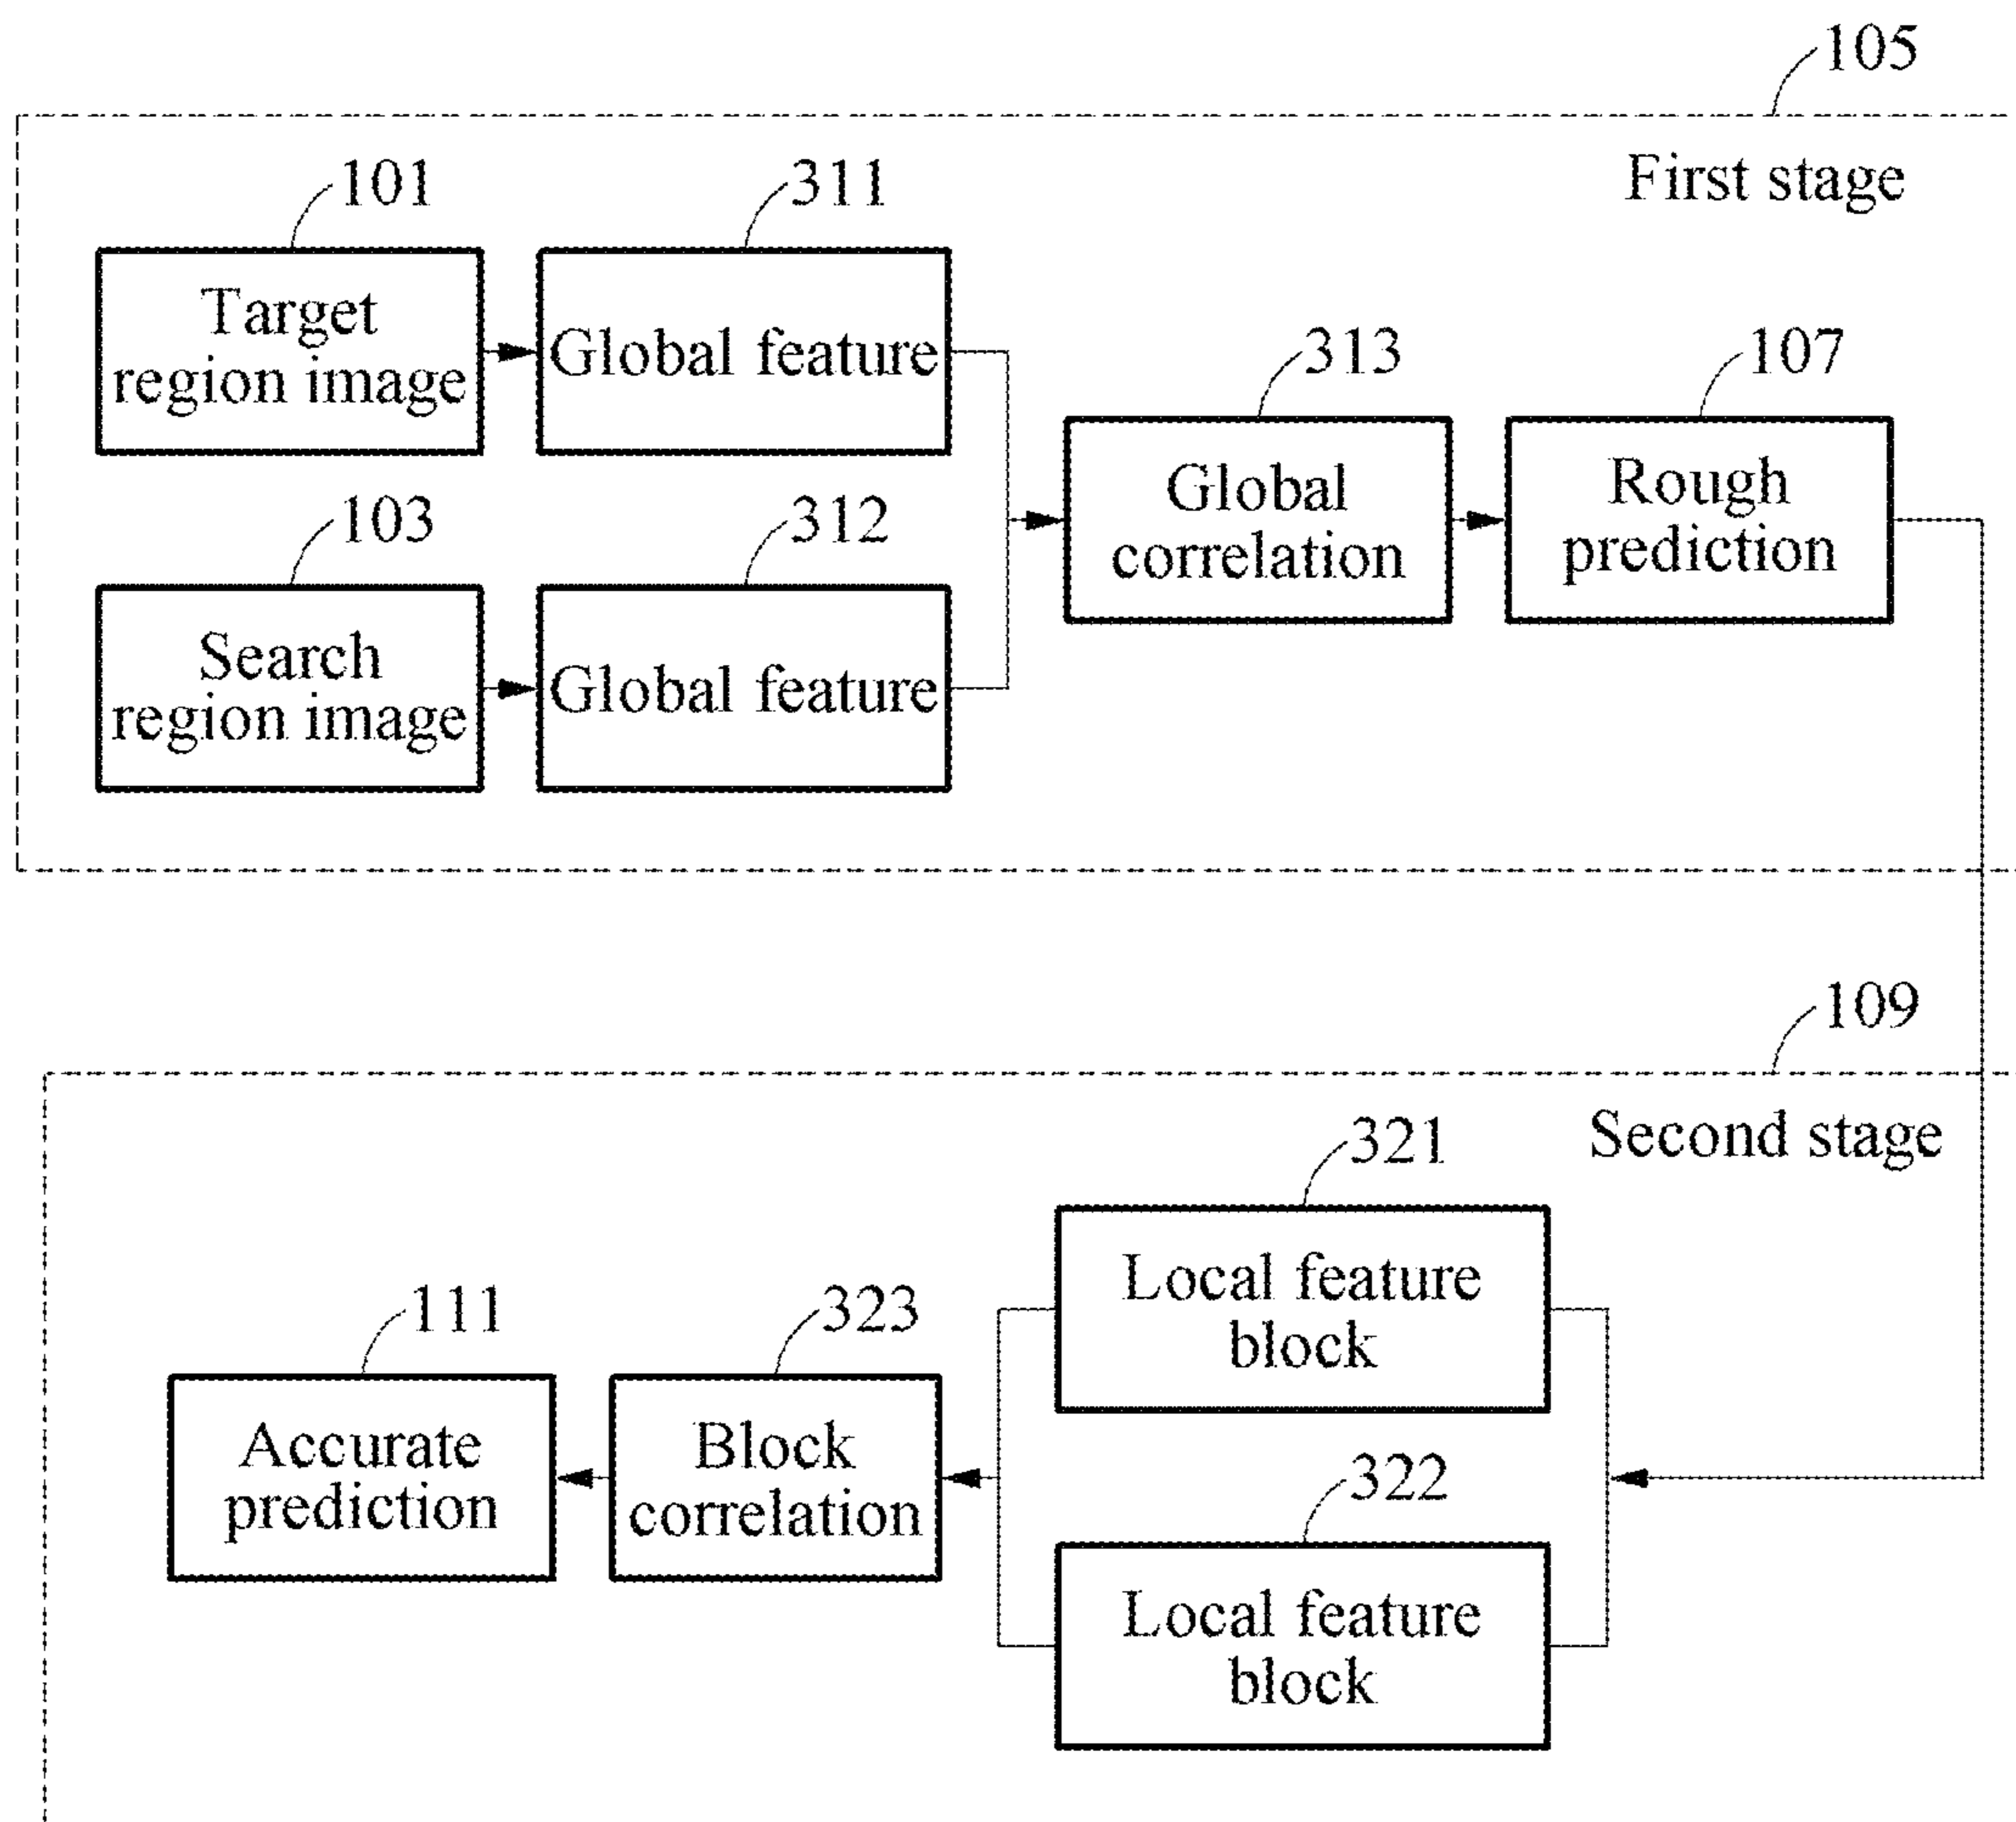 105
First stage
101
311
Target
region image
Global feature
313
107
Global
correlation
Rough
prediction
103
312
Search
region image
Global feature
109
Second stage
321
Local feature
block
111
323
Accurate
prediction
Block
correlation
322
Local feature
block